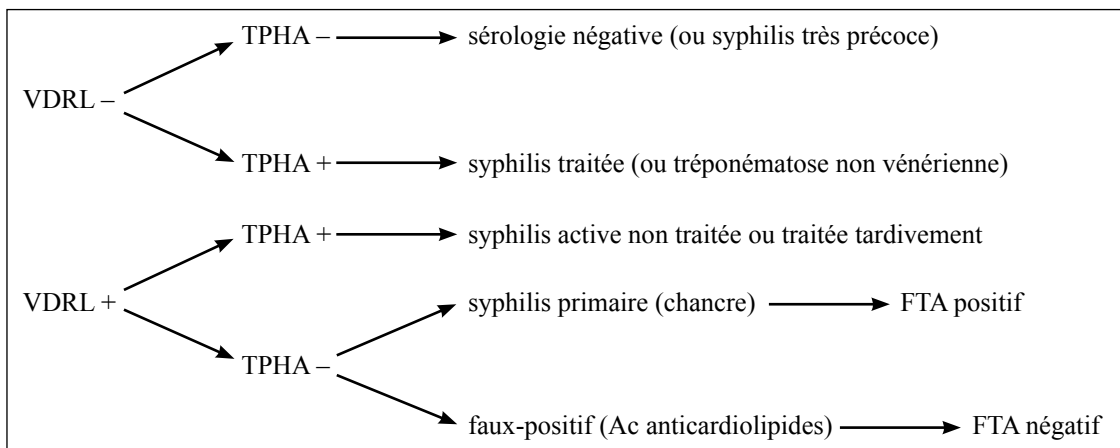 TPHA – sérologie négative (ou syphilis très précoce)
VDRL –
TPHA + syphilis traitée (ou tréponématose non vénérienne)
TPHA + syphilis active non traitée ou traitée tardivement
VDRL +
syphilis primaire (chancre) FTA positif
TPHA –
faux-positif (Ac anticardiolipides) FTA négatif